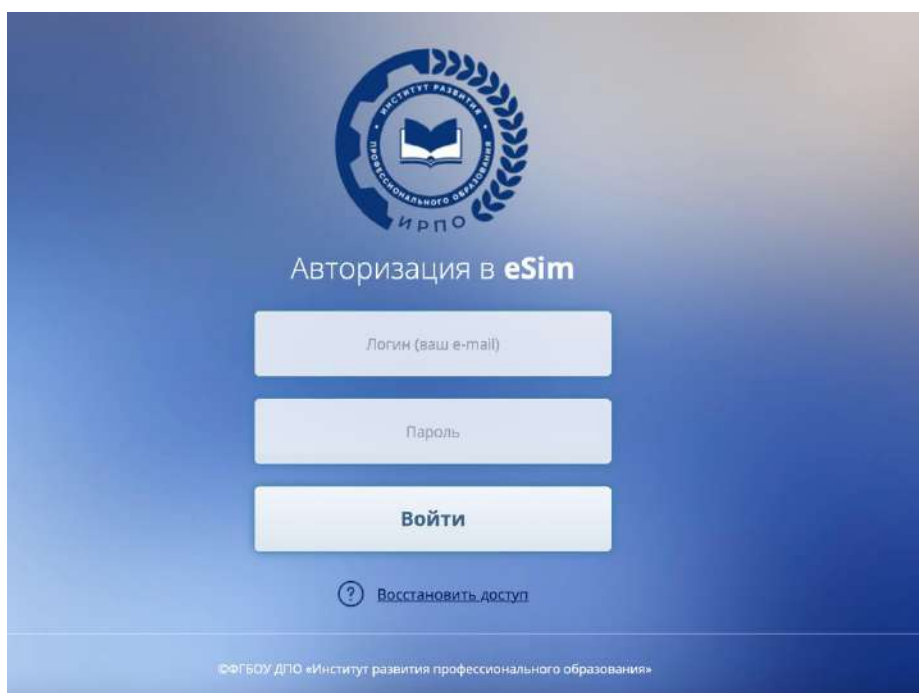 ИНСТИТУТ РАЗВИТИЯ
ПРОФЕССИОНАЛЬНОГО ОБРАЗОВАНИЯ
ИРПО
Авторизация в eSim
Логин (ваш e-mail)
Пароль
Войти
? Восстановить доступ
©ФГБОУ ДПО «Институт развития профессионального образования»